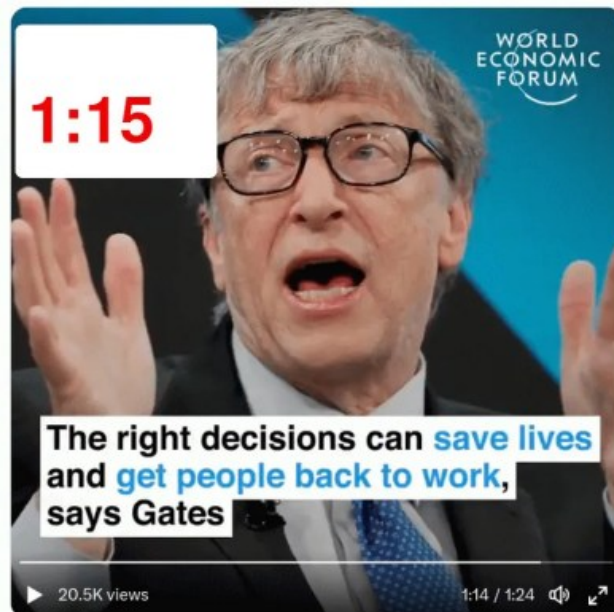 WORLD
ECONOMIC
FORUM
1:15
The right decisions can save lives
and get people back to work,
says Gates
20.5K views
1:14 / 1:24